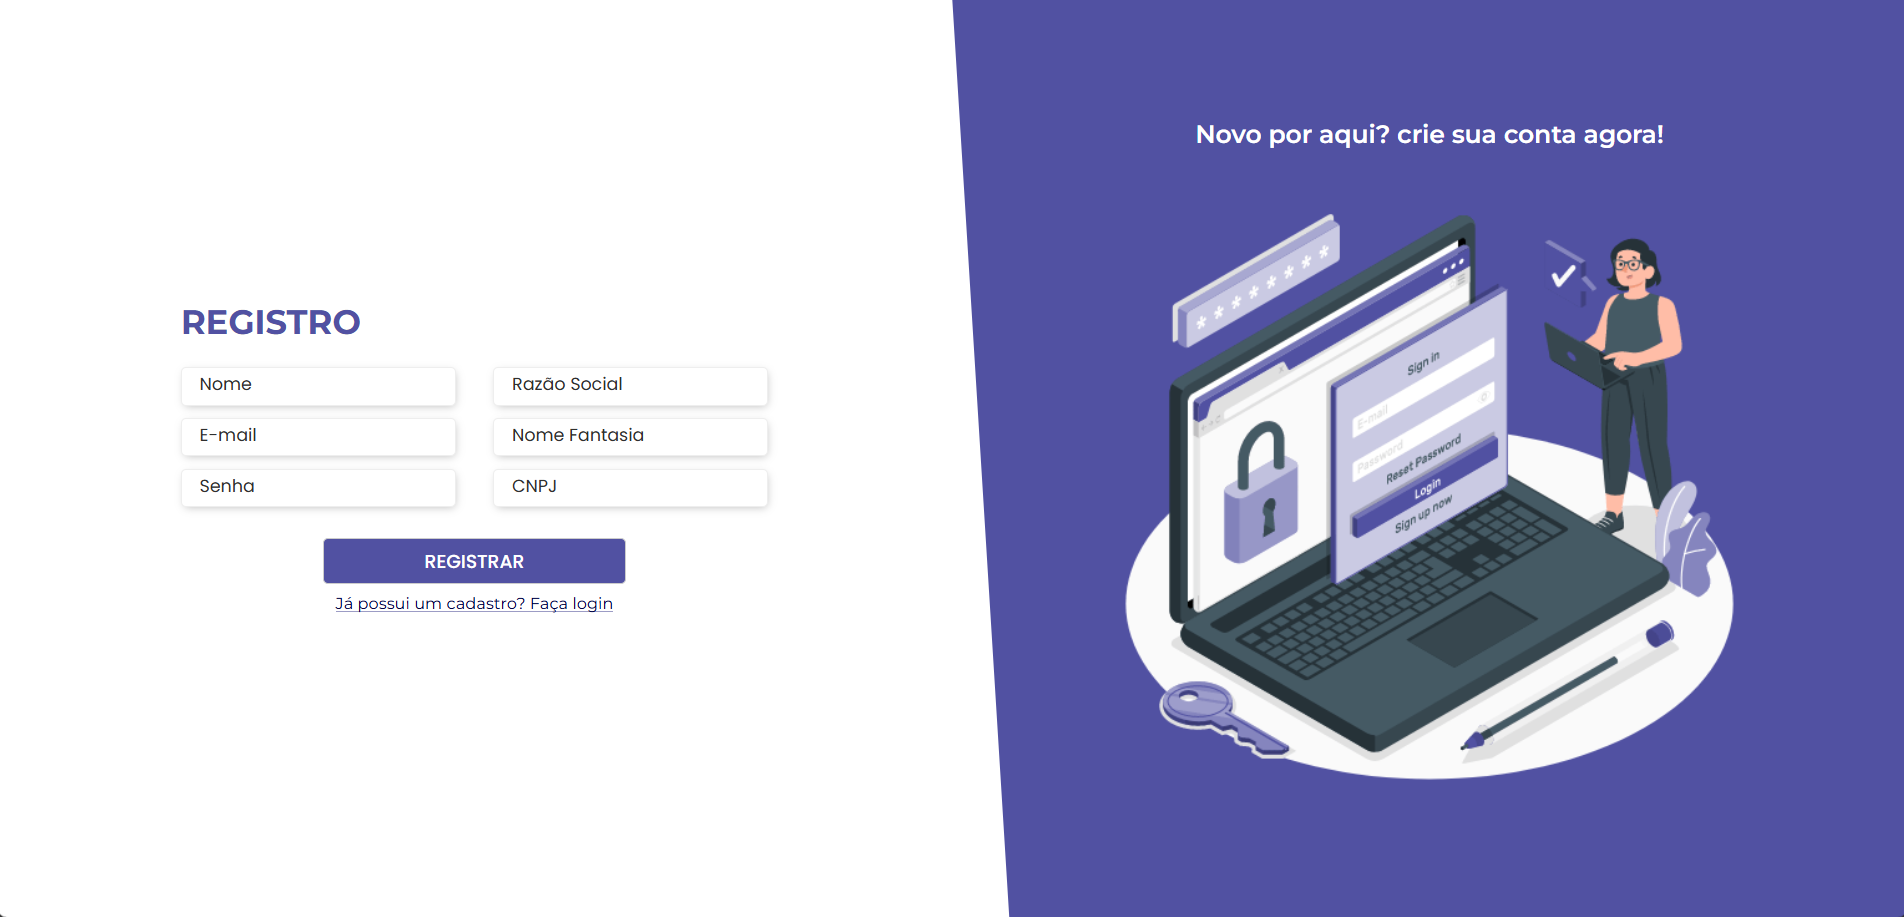 REGISTRO
Nome
Razão Social
E-mail
Nome Fantasia
Senha
CNPJ
REGISTRAR
Já possui um cadastro? Faça login
Novo por aqui? crie sua conta agora!
* * * * * * * *
Sign in
E-mail
Password
Reset Password
Login
Sign up now